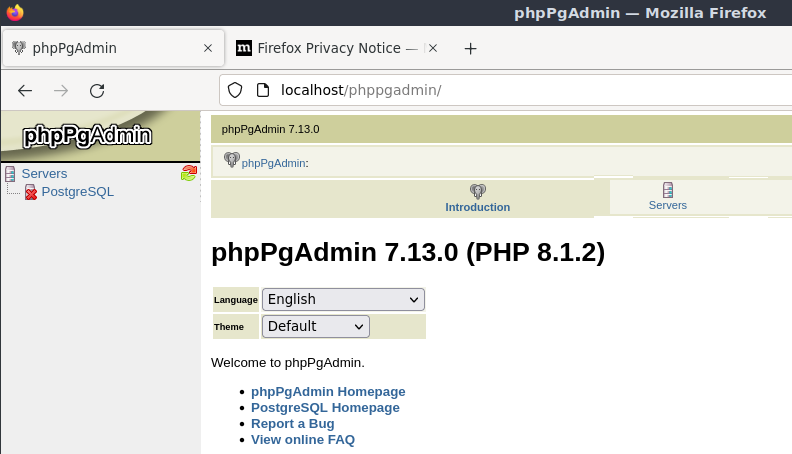 phpPgAdmin — Mozilla Firefox
phpPgAdmin
m Firefox Privacy Notice —
localhost/phppgadmin/
phpPgAdmin
Servers
PostgreSQL
phpPgAdmin 7.13.0
phpPgAdmin:
Introduction
Servers
phpPgAdmin 7.13.0 (PHP 8.1.2)
Language English
Theme Default
Welcome to phpPgAdmin.
phpPgAdmin Homepage
PostgreSQL Homepage
Report a Bug
View online FAQ